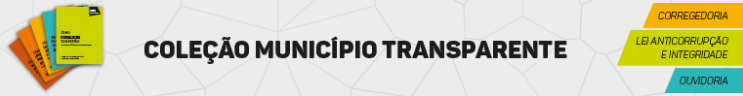 COLEÇÃO MUNICÍPIO TRANSPARENTE
CORREGEDORIA
LEI ANTICORRUPÇÃO
E INTEGRIDADE
OUVIDORIA